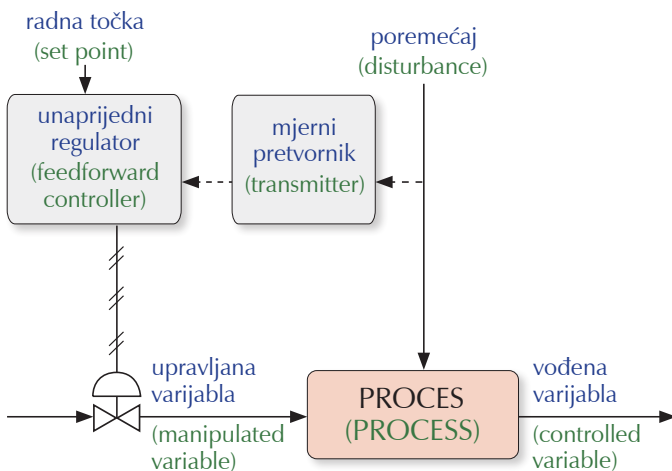 radna točka
(set point)
poremećaj
(disturbance)
unaprijedni
regulator
(feedforward
controller)
mjerni
pretvornik
(transmitter)
upravljana
varijabla
(manipulated
variable)
PROCES
(PROCESS)
vođena
varijabla
(controlled
variable)